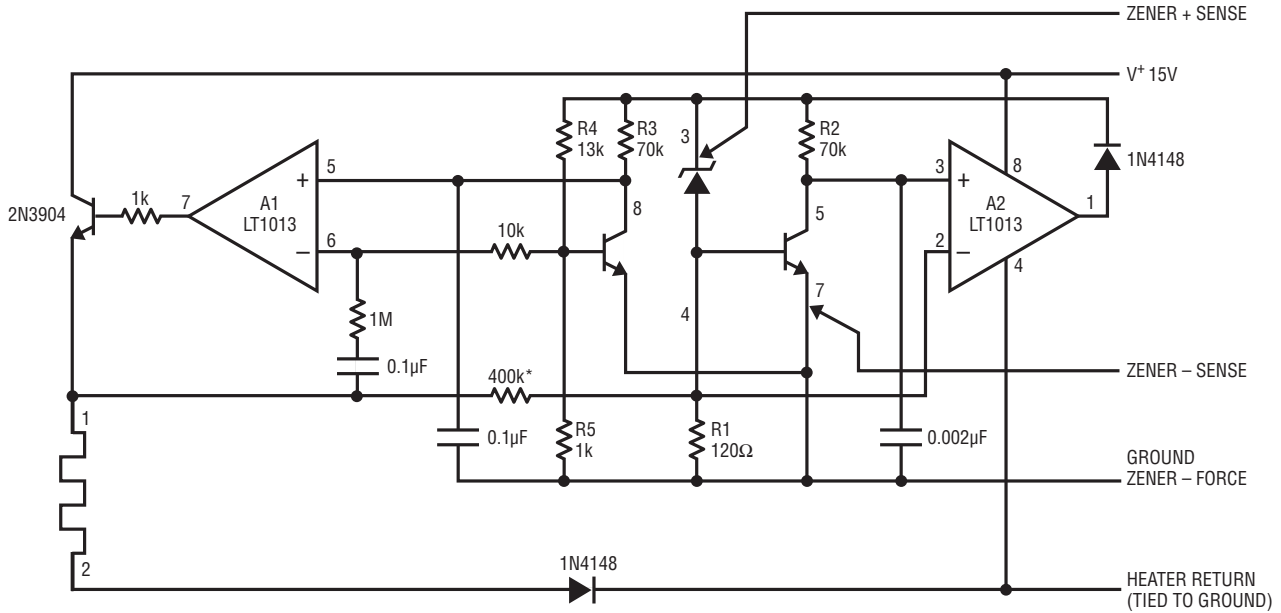 ZENER + SENSE
V+ 15V
R4
13k
R3
70k
3
R2
70k
1N4148
2N3904
1k
7
A1
LT1013
5
+
6
−
10k
8
5
7
4
3
+
2
−
A2
LT1013
8
1
4
1M
0.1µF
400k*
ZENER – SENSE
1
0.1µF
R5
1k
R1
120Ω
0.002µF
GROUND
ZENER – FORCE
2
1N4148
HEATER RETURN
(TIED TO GROUND)